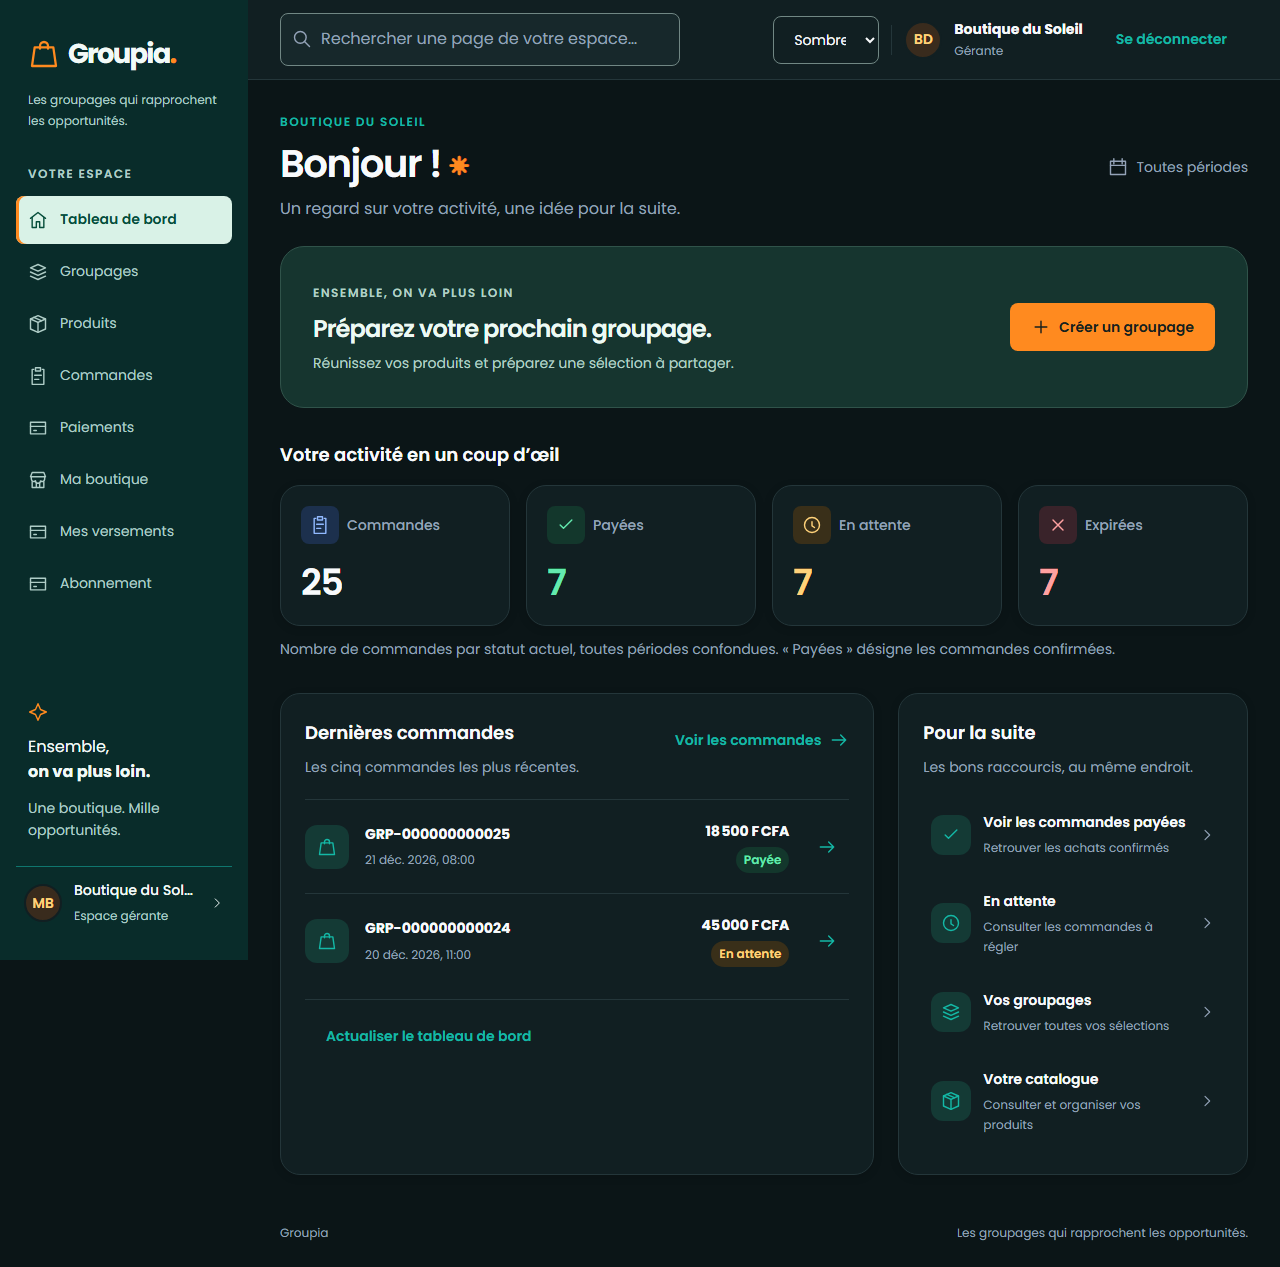 Groupia.
Les groupages qui rapprochent
les opportunités.
VOTRE ESPACE
Tableau de bord
Groupages
Produits
Commandes
Paiements
Ma boutique
Mes versements
Abonnement
Ensemble,
on va plus loin.
Une boutique. Mille
opportunités.
MB
Boutique du Sol…
Espace gérante
Rechercher une page de votre espace…
Sombre
BD
Boutique du Soleil
Gérante
Se déconnecter
BOUTIQUE DU SOLEIL
Bonjour !
Toutes périodes
Un regard sur votre activité, une idée pour la suite.
ENSEMBLE, ON VA PLUS LOIN
Préparez votre prochain groupage.
Réunissez vos produits et préparez une sélection à partager.
Créer un groupage
Votre activité en un coup d’œil
Commandes
25
Payées
7
En attente
7
Expirées
7
Nombre de commandes par statut actuel, toutes périodes confondues. « Payées » désigne les commandes confirmées.
Dernières commandes
Voir les commandes
Les cinq commandes les plus récentes.
GRP-000000000025
21 déc. 2026, 08:00
18 500 F CFA
Payée
GRP-000000000024
20 déc. 2026, 11:00
45 000 F CFA
En attente
Actualiser le tableau de bord
Pour la suite
Les bons raccourcis, au même endroit.
Voir les commandes payées
Retrouver les achats confirmés
En attente
Consulter les commandes à
régler
Vos groupages
Retrouver toutes vos sélections
Votre catalogue
Consulter et organiser vos
produits
Groupia
Les groupages qui rapprochent les opportunités.